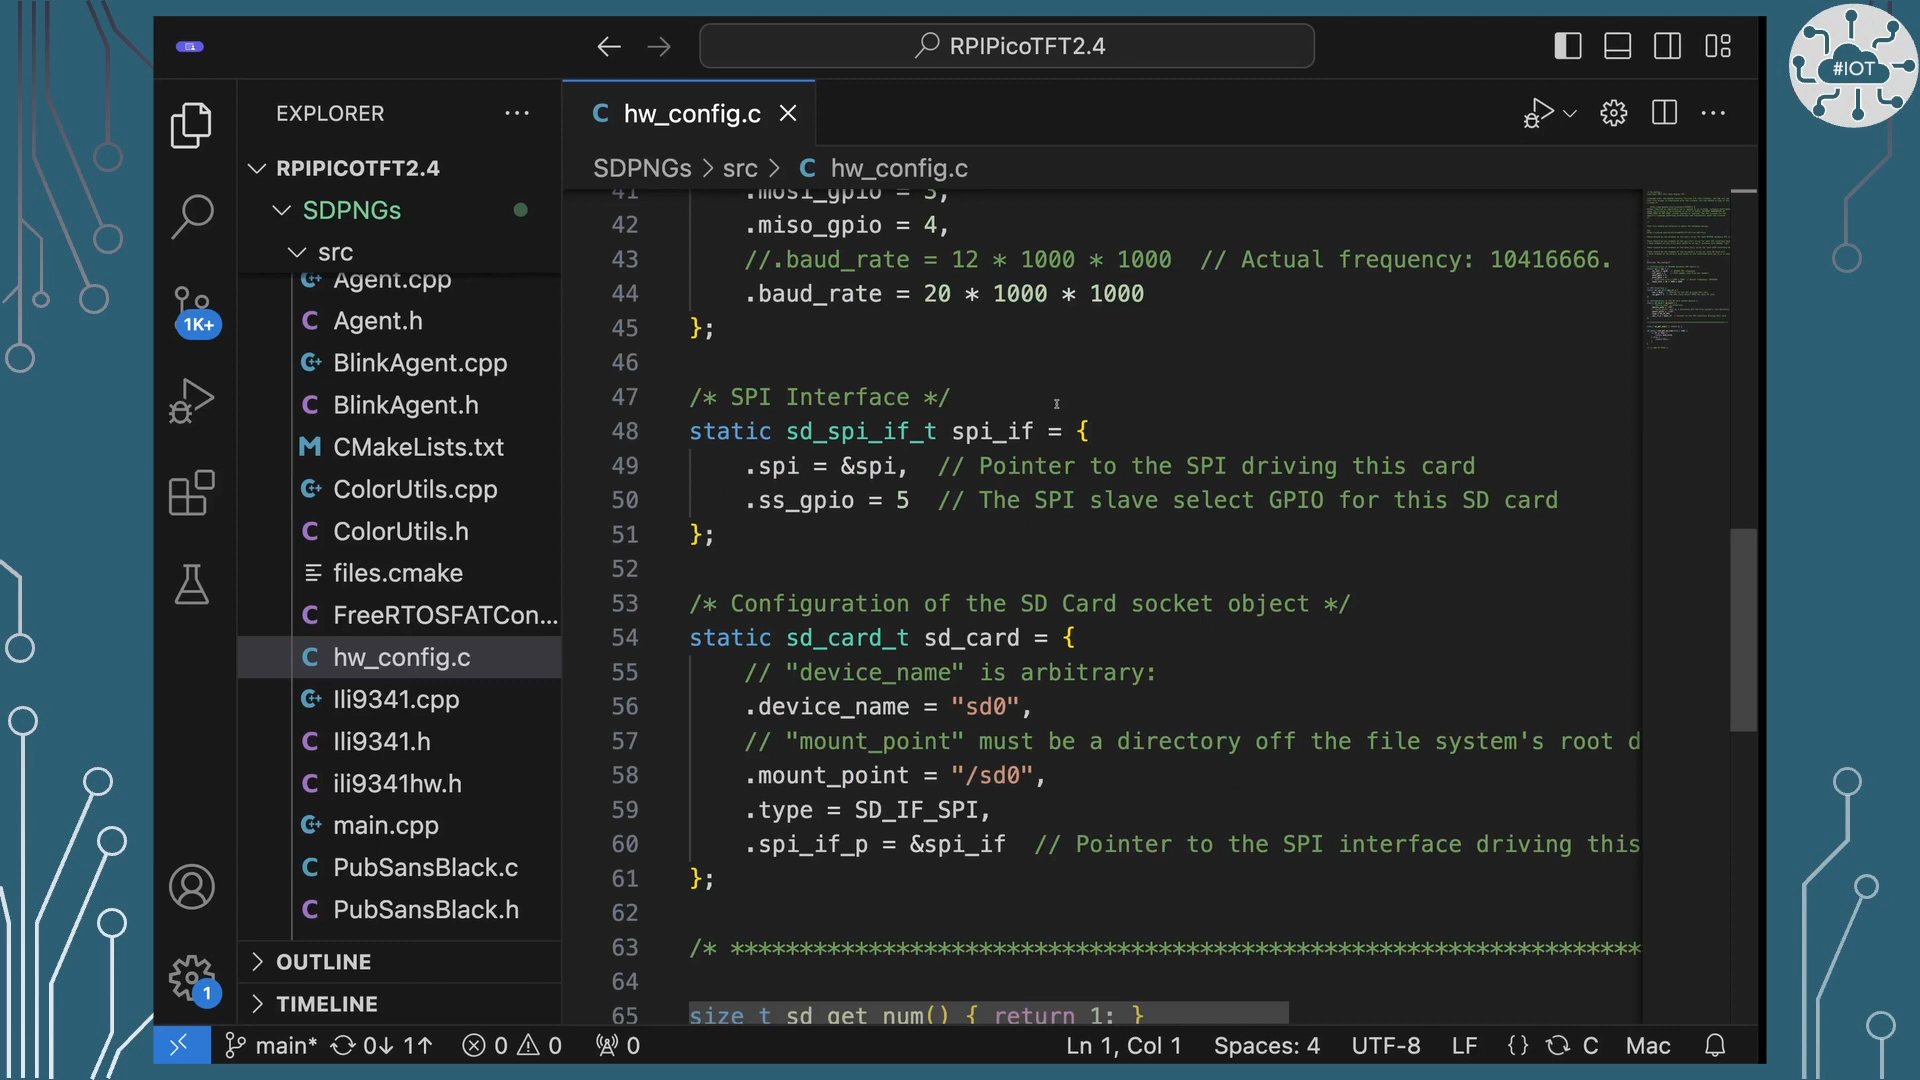 RPIPicoTFT2.4
#IOT
EXPLORER
hw_config.c
SDPNGs > src > C hw_config.c
RPIPICOTFT2.4
SDPNGs
src
Agent.cpp
Agent.h
BlinkAgent.cpp
BlinkAgent.h
CMakeLists.txt
ColorUtils.cpp
ColorUtils.h
files.cmake
FreeRTOSFATCon...
hw_config.c
Ili9341.cpp
Ili9341.h
ili9341hw.h
main.cpp
PubSansBlack.c
PubSansBlack.h
OUTLINE
TIMELINE
1K+
1
41 .mosi_gpio = 3,
42 .miso_gpio = 4,
43 //.baud_rate = 12 * 1000 * 1000 // Actual frequency: 10416666.
44 .baud_rate = 20 * 1000 * 1000
45 };
46
47 /* SPI Interface */
48 static sd_spi_if_t spi_if = {
49 .spi = &spi, // Pointer to the SPI driving this card
50 .ss_gpio = 5 // The SPI slave select GPIO for this SD card
51 };
52
53 /* Configuration of the SD Card socket object */
54 static sd_card_t sd_card = {
55 // "device_name" is arbitrary:
56 .device_name = "sd0",
57 // "mount_point" must be a directory off the file system's root d
58 .mount_point = "/sd0",
59 .type = SD_IF_SPI,
60 .spi_if_p = &spi_if // Pointer to the SPI interface driving this
61 };
62
63 /* ******************************************************************
64
65 size_t sd_get_num() { return 1; }
main* 0↓ 1↑ 0 0 0
Ln 1, Col 1 Spaces: 4 UTF-8 LF {} C Mac